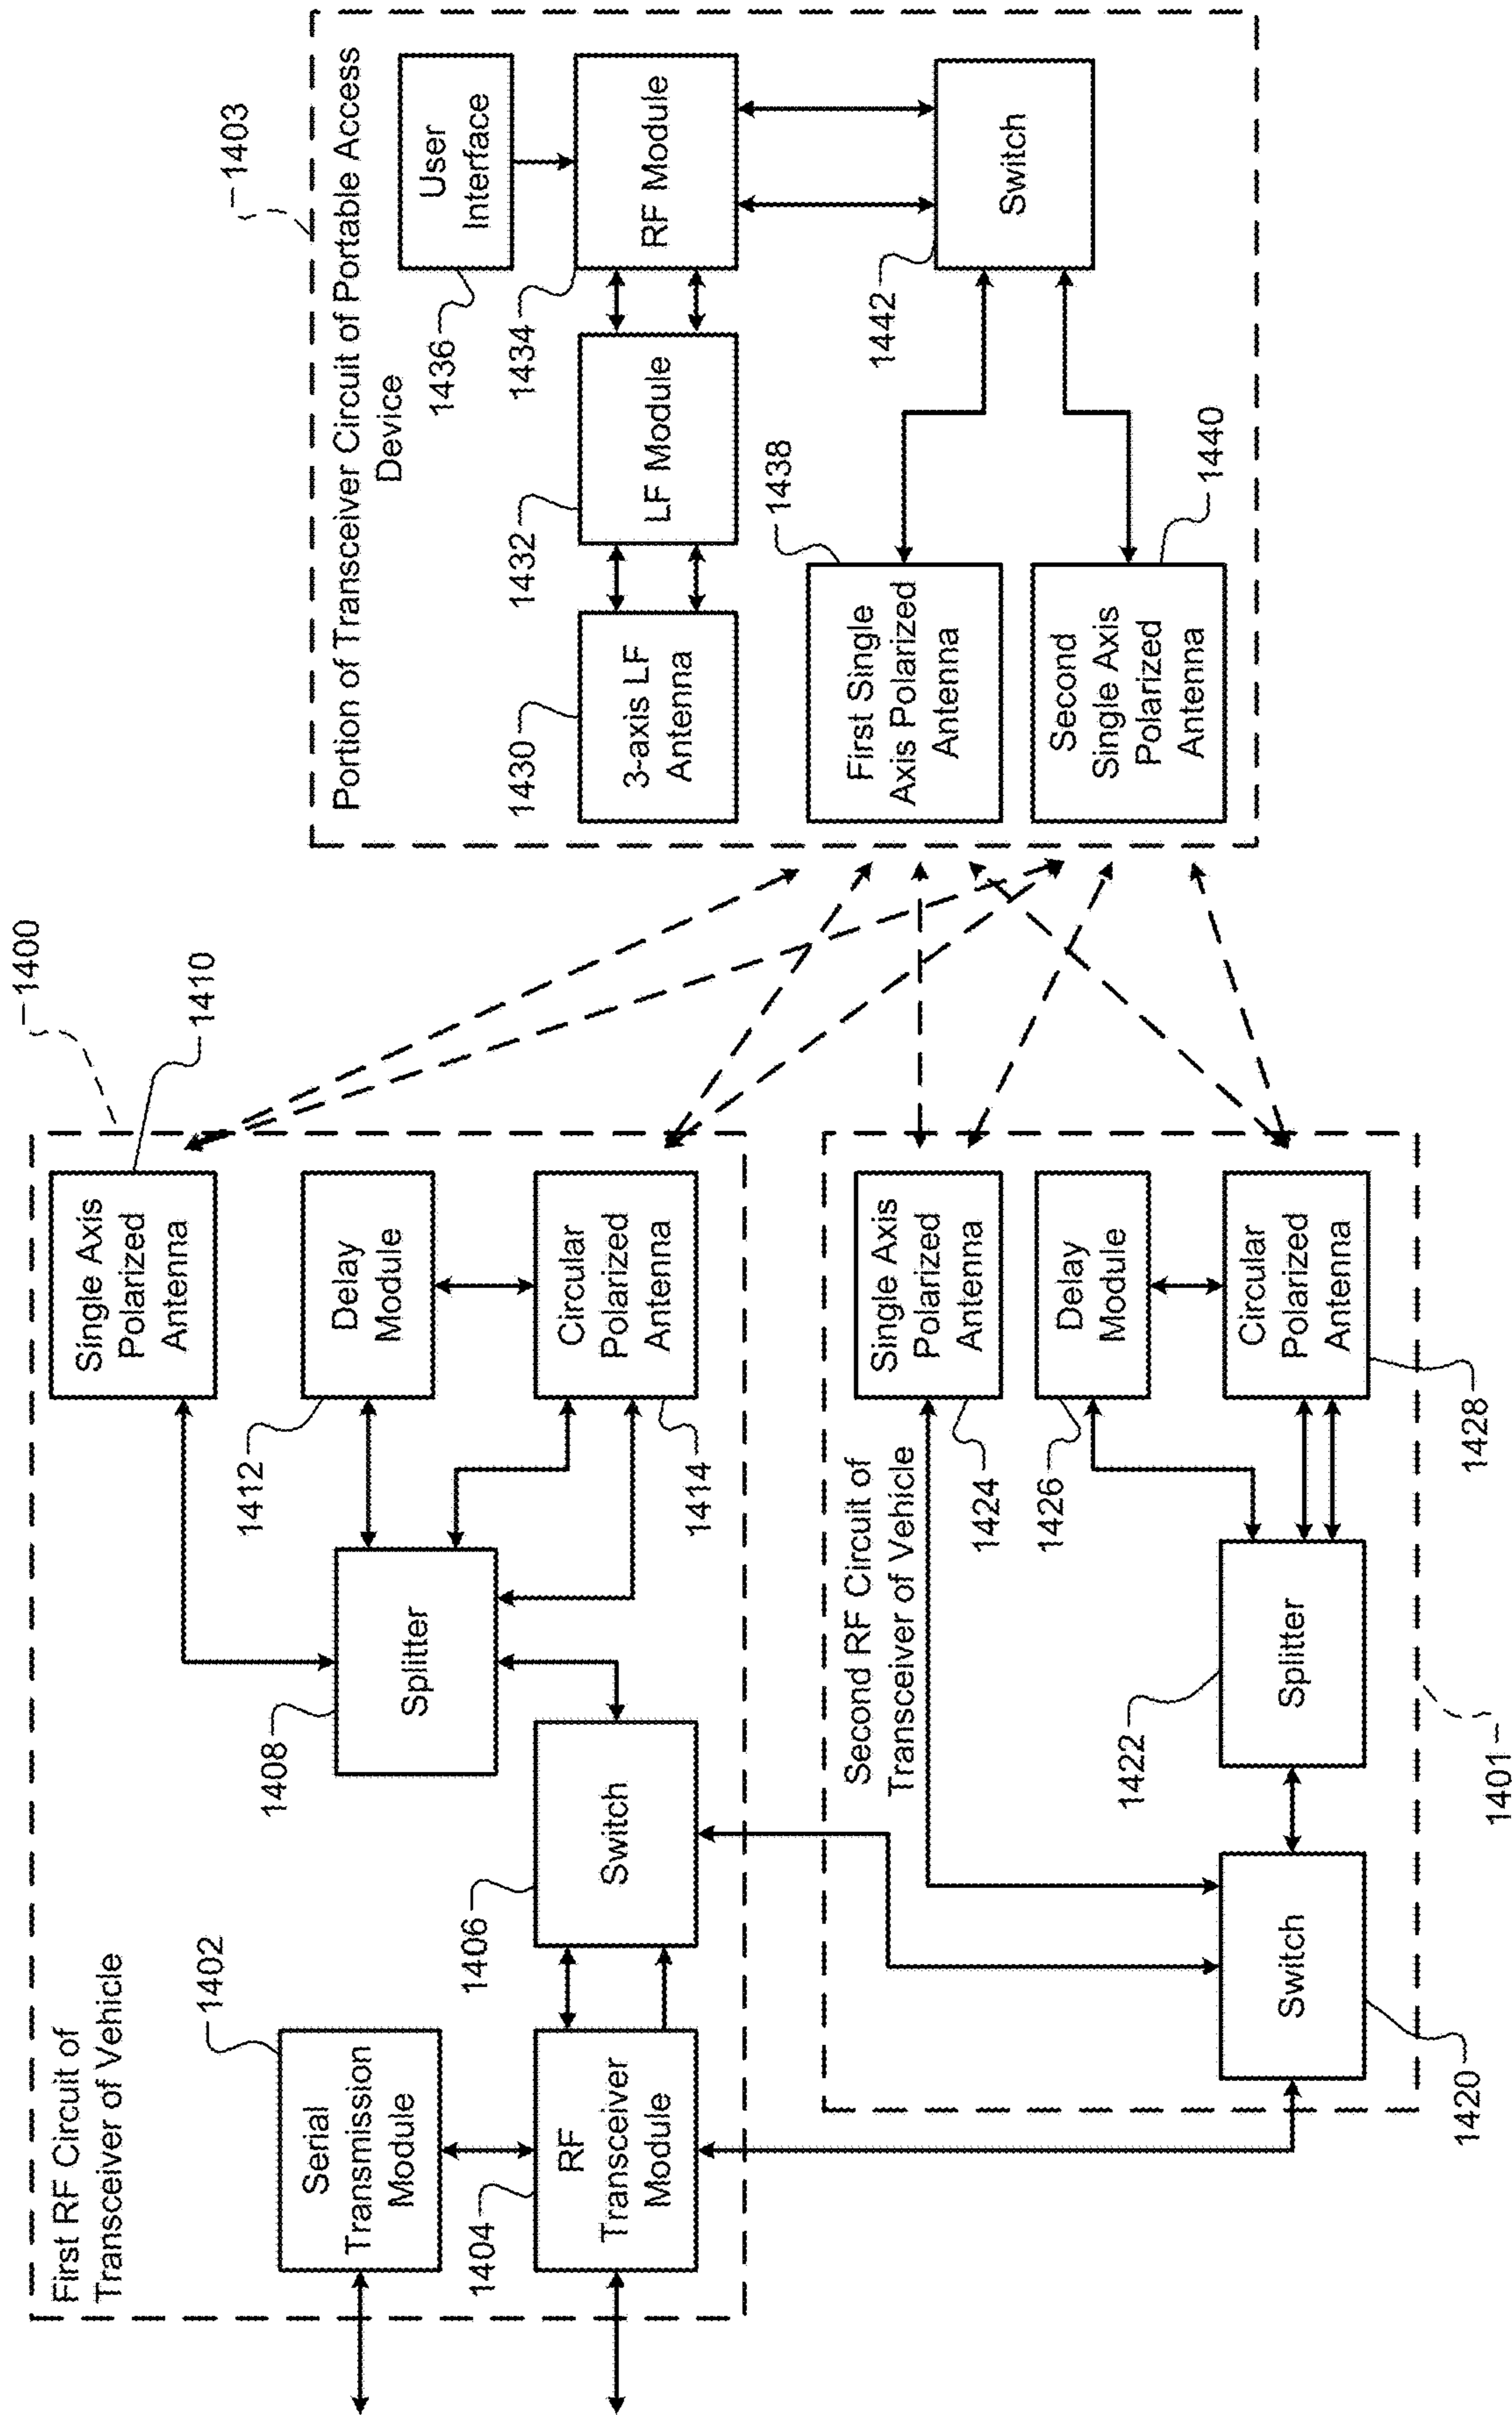 First RF Circuit of
Transceiver of Vehicle
1400
1402
Serial
Transmission
Module
1404
RF
Transceiver
Module
1406
Switch
1408
Splitter
1410
Single Axis
Polarized
Antenna
1412
Delay
Module
1414
Circular
Polarized
Antenna
Second RF Circuit of
Transceiver of Vehicle
1401
1420
Switch
1422
Splitter
1424
Single Axis
Polarized
Antenna
1426
Delay
Module
1428
Circular
Polarized
Antenna
1403
Portion of Transceiver Circuit of Portable Access
Device
1430
3-axis LF
Antenna
1432
LF Module
1434
RF Module
1436
User
Interface
1438
First Single
Axis Polarized
Antenna
1440
Second
Single Axis
Polarized
Antenna
1442
Switch